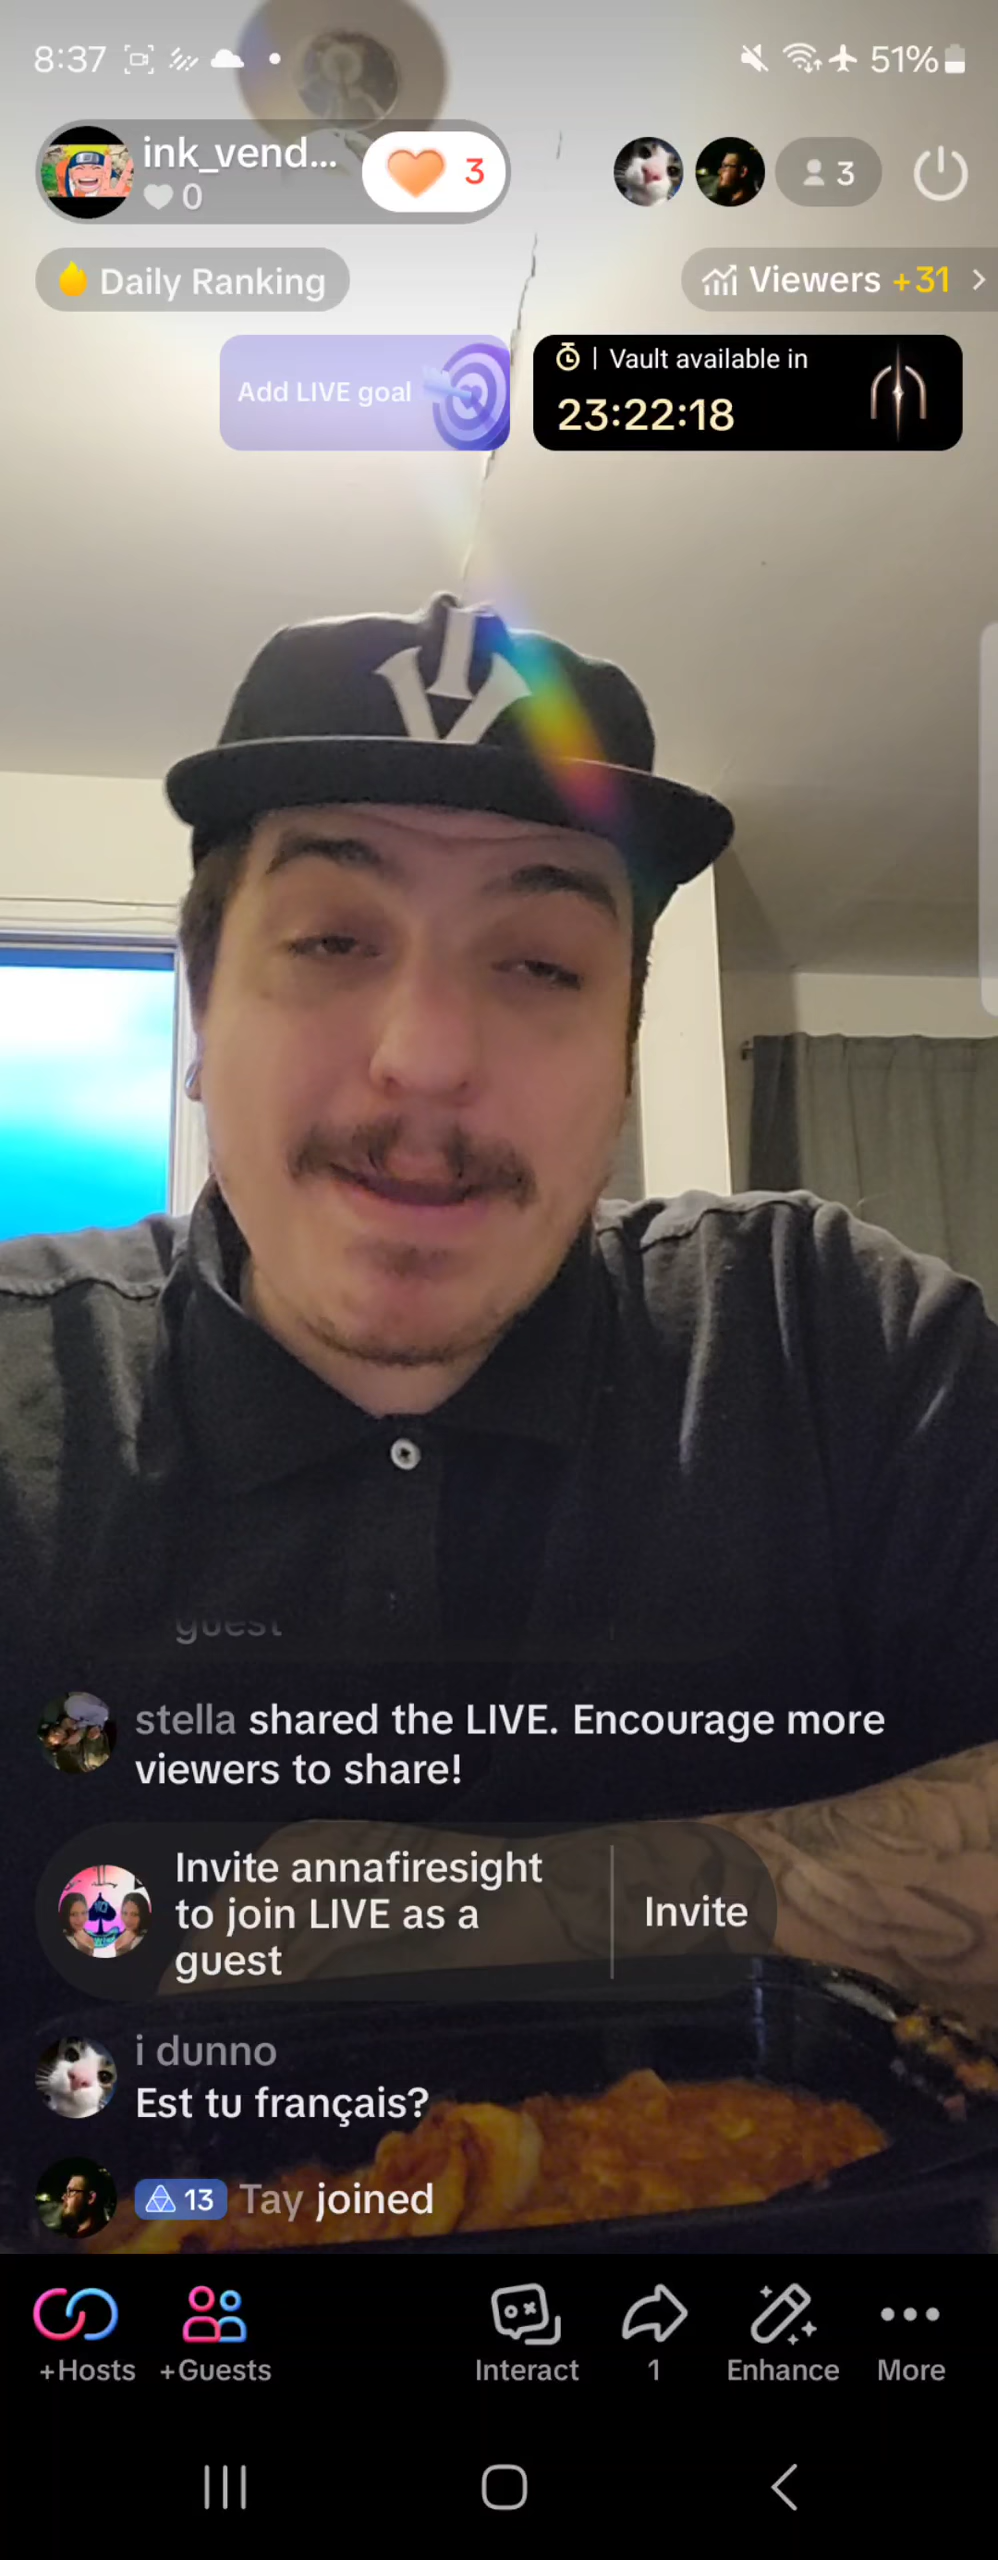 8:37
51%
ink_vend...
0
3
3
Daily Ranking
Viewers +31
Add LIVE goal
| Vault available in
23:22:18
guest
stella shared the LIVE. Encourage more
viewers to share!
Invite annafiresight
to join LIVE as a
guest
Invite
i dunno
Est tu français?
13 Tay joined
+Hosts
+Guests
Interact
1
Enhance
More